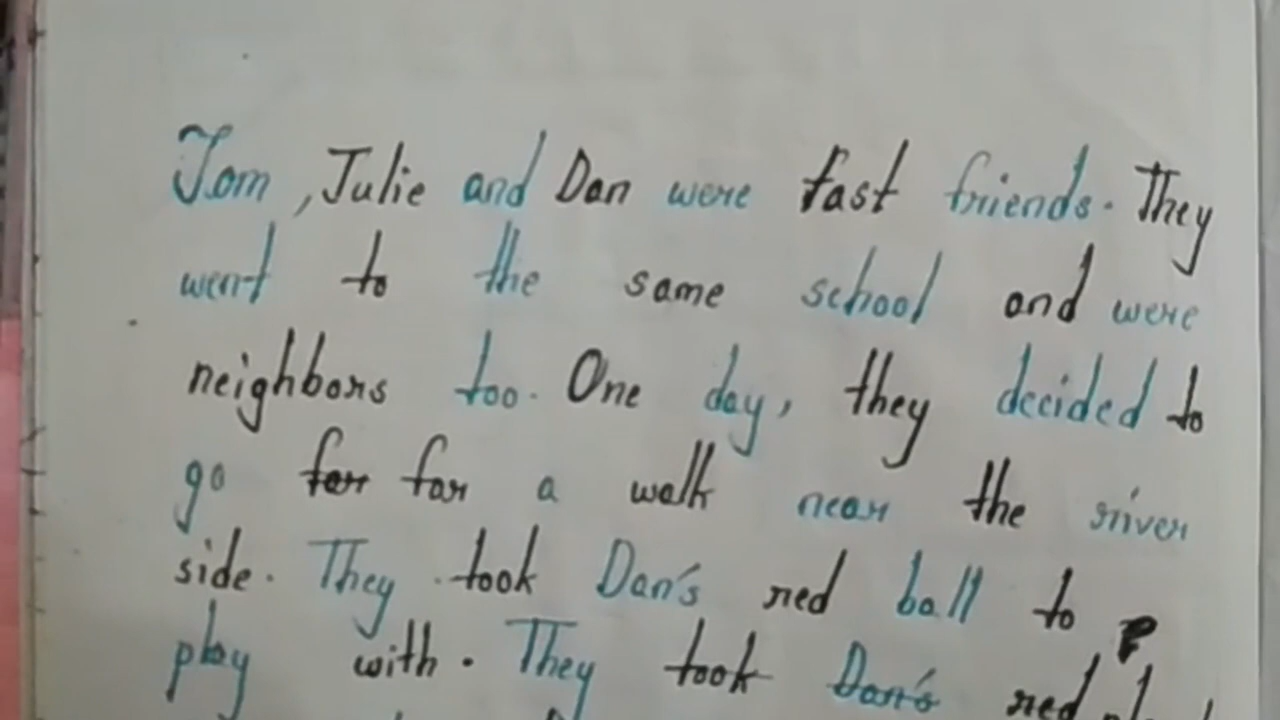 Tom, Julie and Dan were fast friends. They
went to the same school and were
neighbors too. One day, they decided to
go for for a walk near the river
side. They took Dan's red ball to
play with. They took Dan's red